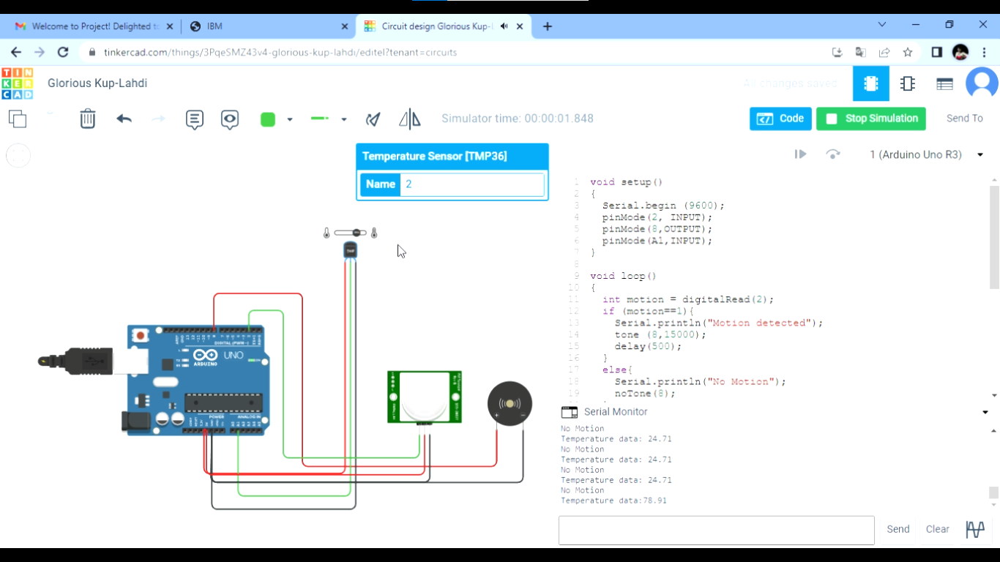 Welcome to Project! Delighted to
IBM
Circuit design Glorious Kup-L
tinkercad.com/things/3PqeSMZ43v4-glorious-kup-lahdi/editel?tenant=circuits
TIN
KER
CAD
Glorious Kup-Lahdi
All changes saved
Simulator time: 00:00:01.848
Code
Stop Simulation
Send To
Temperature Sensor [TMP36]
Name 2
1 (Arduino Uno R3)
1 void setup()
2 {
3 Serial.begin (9600);
4 pinMode(2, INPUT);
5 pinMode(8,OUTPUT);
6 pinMode(A1,INPUT);
7 }
8
9 void loop()
10 {
11 int motion = digitalRead(2);
12 if (motion==1){
13 Serial.println("Motion detected");
14 tone (8,15000);
15 delay(500);
16 }
17 else{
18 Serial.println("No Motion");
19 noTone(8);
TMP
DIGITAL (PWM~)
UNO
ARDUINO
POWER
ANALOG IN
Serial Monitor
No Motion
Temperature data: 24.71
No Motion
Temperature data: 24.71
No Motion
Temperature data: 24.71
No Motion
Temperature data:78.91
Send
Clear